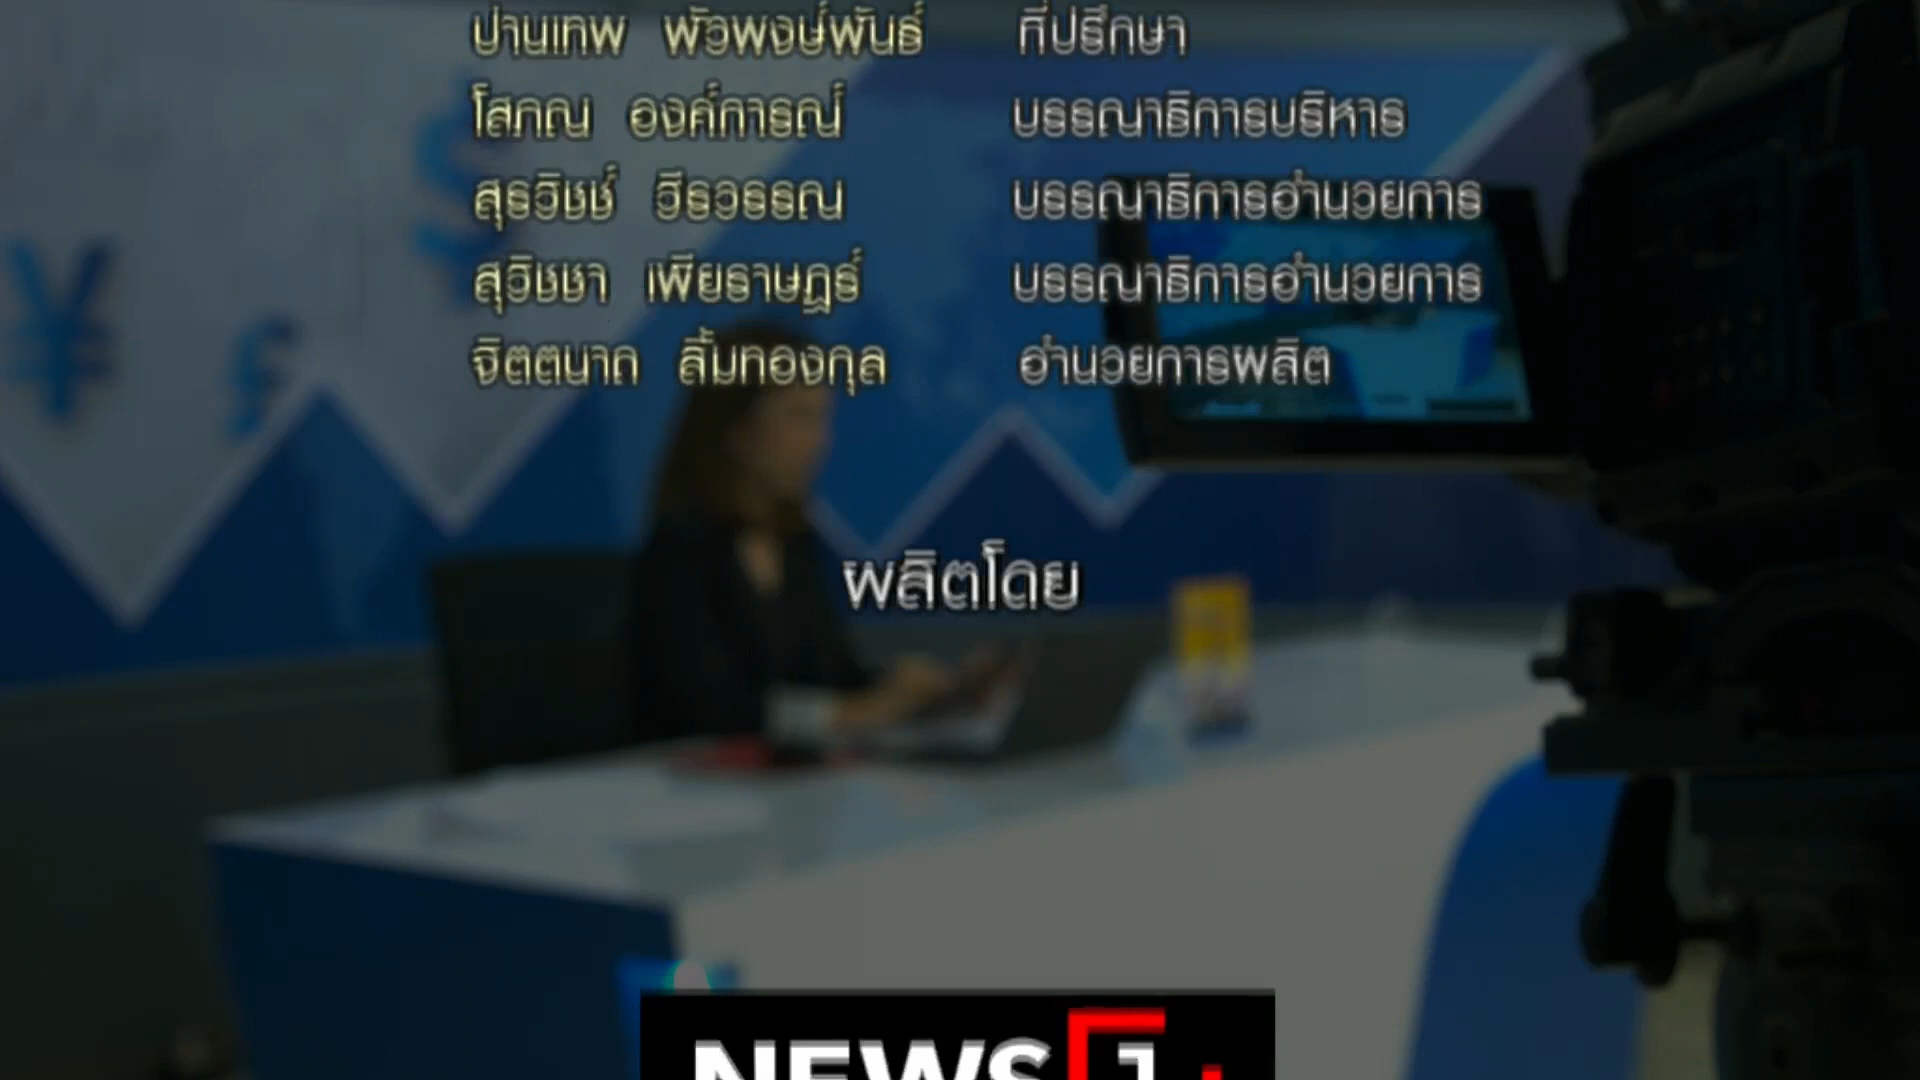 ปานเทพ พัวพงษ์พันธ์ ที่ปรึกษา
โสภณ องค์การณ์ บรรณาธิการบริหาร
สุรวิชช์ วีรวรรณ บรรณาธิการอำนวยการ
สุวิชชา เพียราษฎร์ บรรณาธิการอำนวยการ
จิตตนาถ ลิ้มทองกุล อำนวยการผลิต
ผลิตโดย
NEWS 1